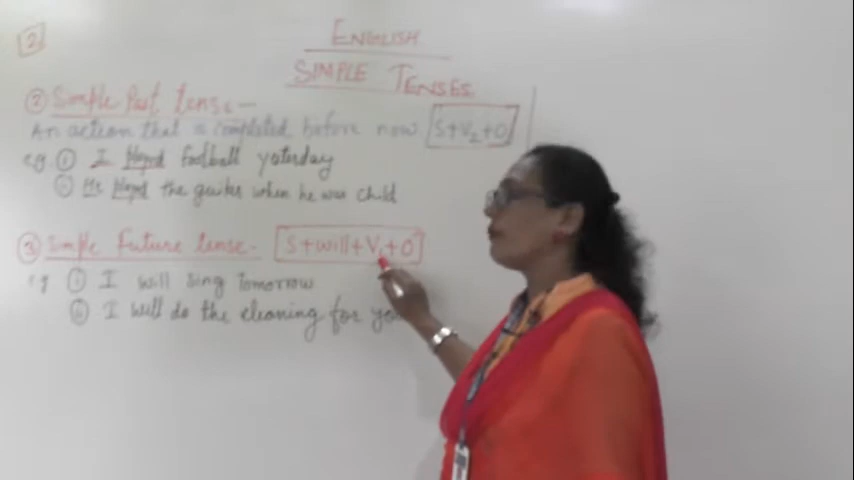 2
ENGLISH
SIMPLE TENSES
② Simple Past tense -
An action that is completed before now S+V2+O
eg ① I Played football yesterday
② He Played the guitar when he was child
③ Simple Future tense - S+will+V1+O
eg ① I will sing tomorrow
② I will do the cleaning for